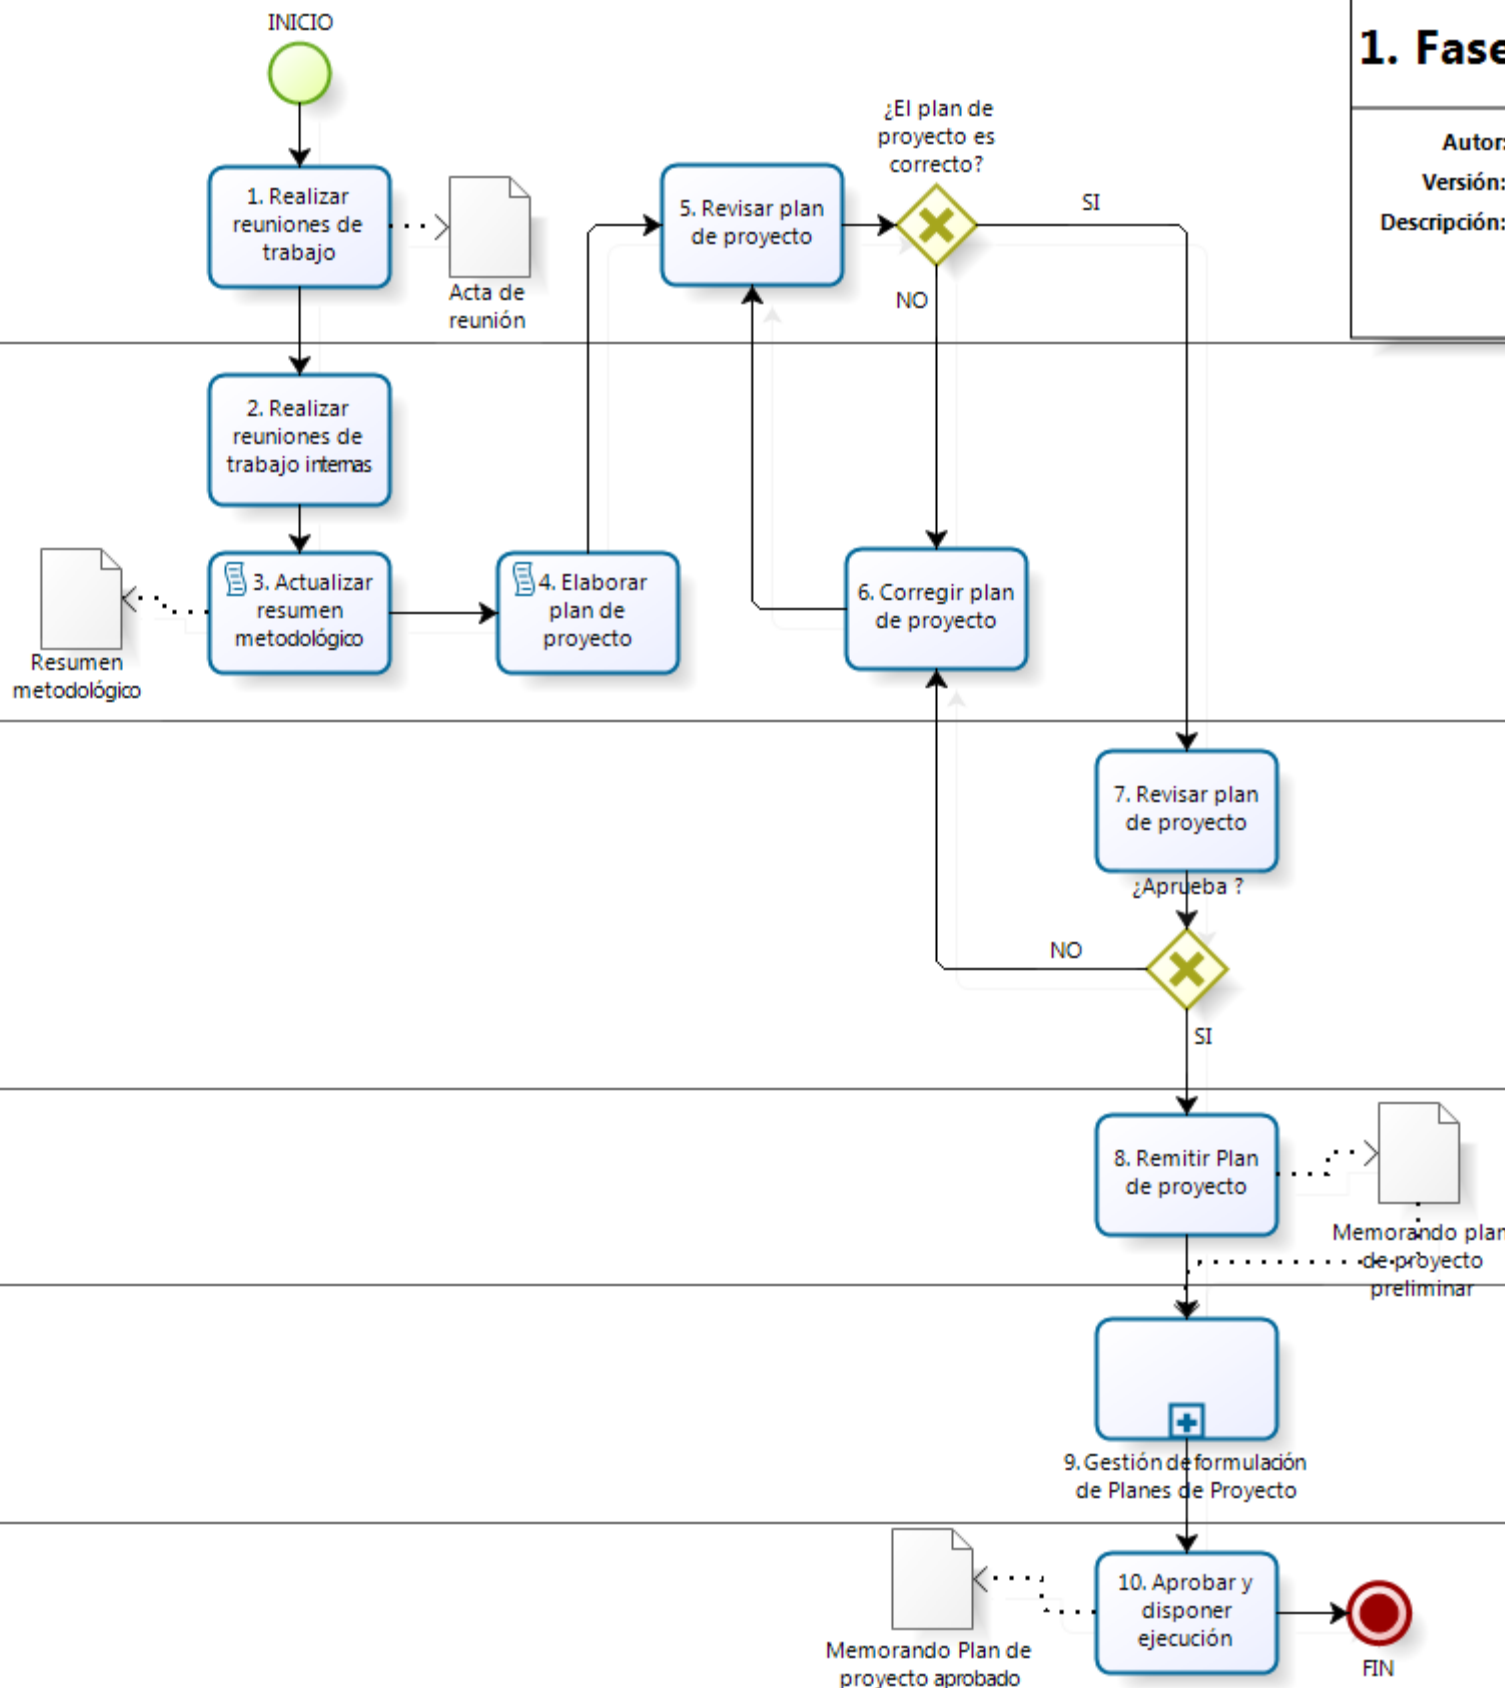 INICIO
1. Fase
Autor:
Versión:
Descripción:
¿El plan de
proyecto es
correcto?
1. Realizar
reuniones de
trabajo
Acta de
reunión
5. Revisar plan
de proyecto
SI
NO
2. Realizar
reuniones de
trabajo internas
3. Actualizar
resumen
metodológico
Resumen
metodológico
4. Elaborar
plan de
proyecto
6. Corregir plan
de proyecto
7. Revisar plan
de proyecto
¿Aprueba ?
NO
SI
8. Remitir Plan
de proyecto
Memorando plan
de proyecto
preliminar
9. Gestión de formulación
de Planes de Proyecto
10. Aprobar y
disponer
ejecución
Memorando Plan de
proyecto aprobado
FIN